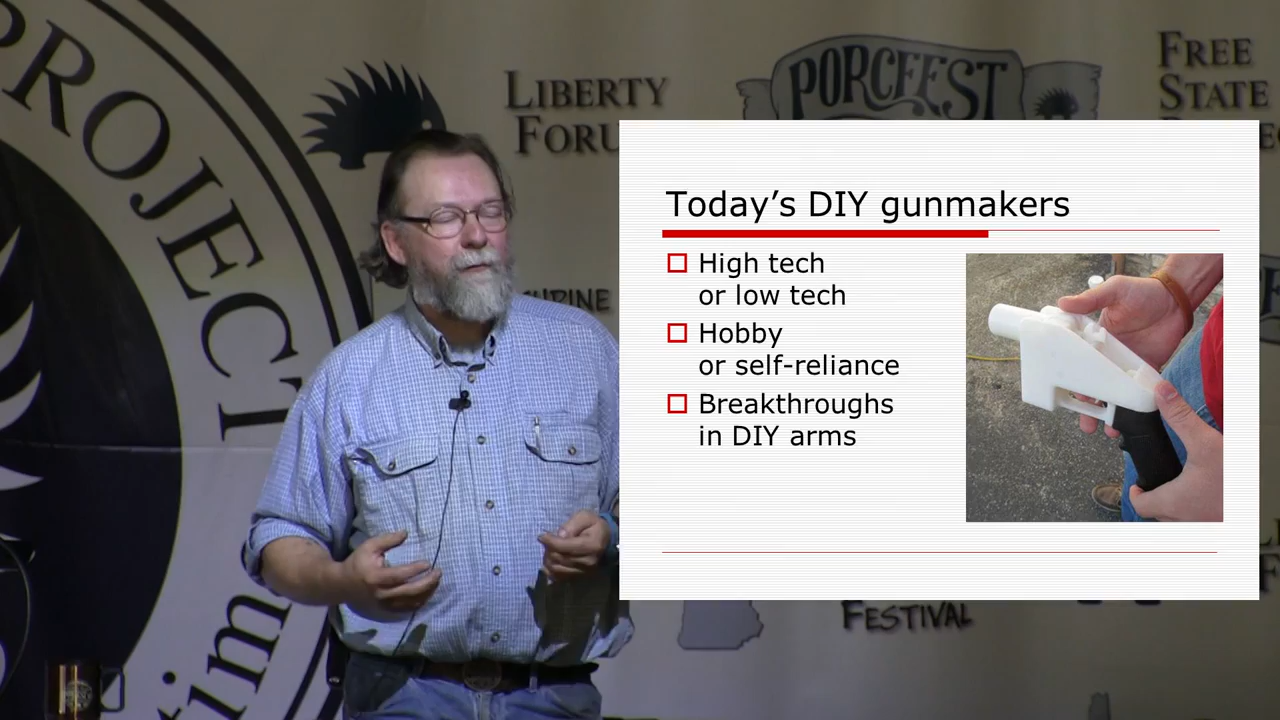 PROJECT
LIBERTY
FORU
PORCFEST
FREE
STATE
Today's DIY gunmakers
High tech
or low tech
Hobby
or self-reliance
Breakthroughs
in DIY arms
FESTIVAL
tim